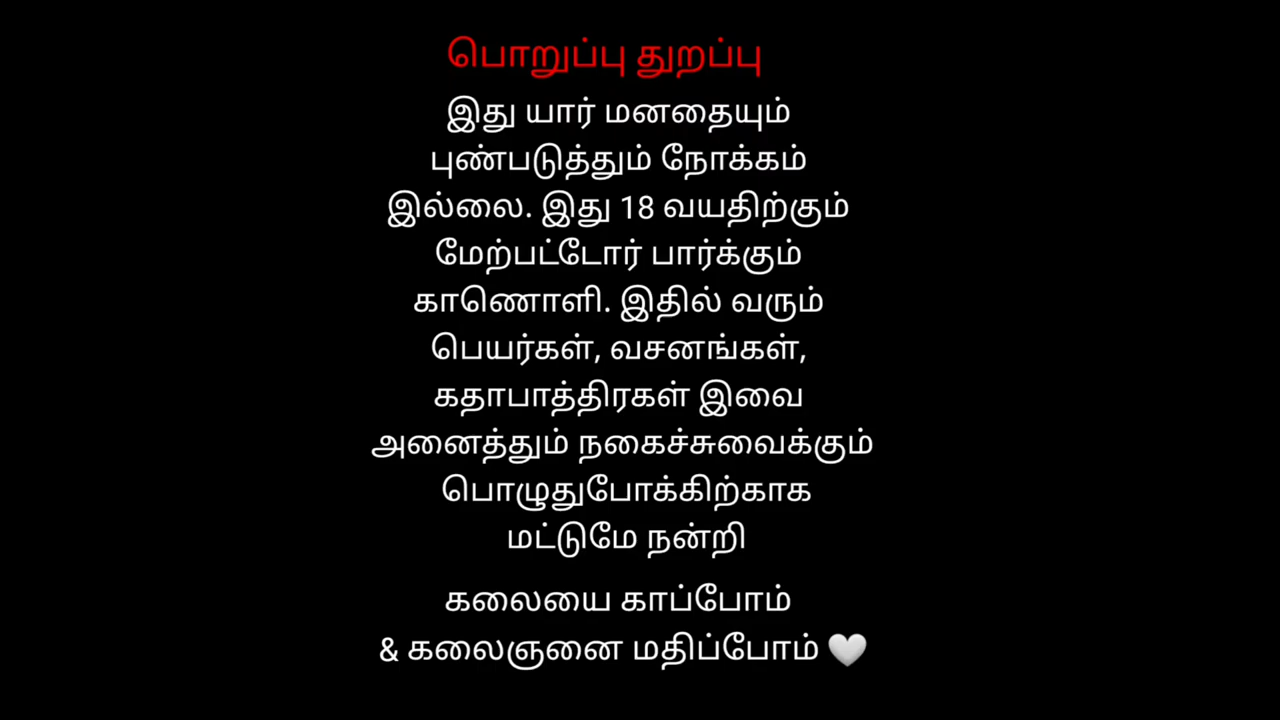 பொறுப்பு துறப்பு
இது யார் மனதையும்
புண்படுத்தும் நோக்கம்
இல்லை. இது 18 வயதிற்கும்
மேற்பட்டோர் பார்க்கும்
காணொளி. இதில் வரும்
பெயர்கள், வசனங்கள்,
கதாபாத்திரகள் இவை
அனைத்தும் நகைச்சுவைக்கும்
பொழுதுபோக்கிற்காக
மட்டுமே நன்றி
கலையை காப்போம்
& கலைஞனை மதிப்போம் 🤍